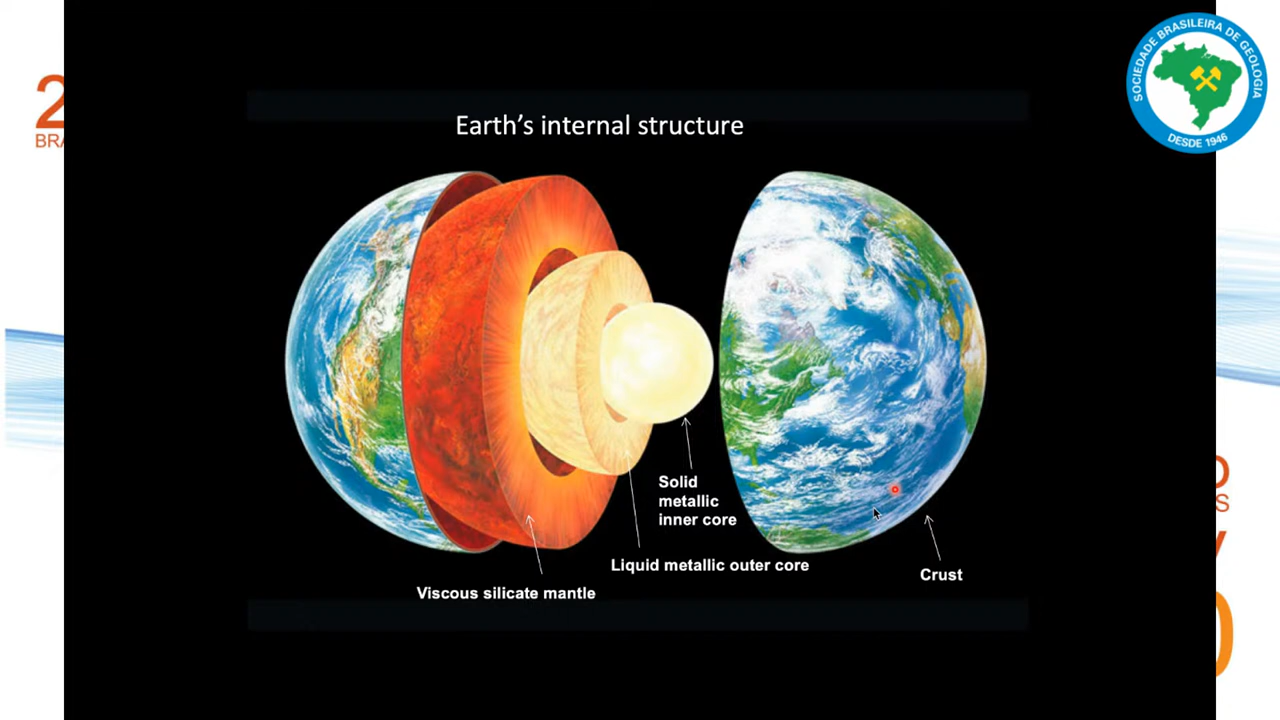 SOCIEDADE BRASILEIRA DE GEOLOGIA
DESDE 1946
Earth's internal structure
Solid
metallic
inner core
Liquid metallic outer core
Crust
Viscous silicate mantle